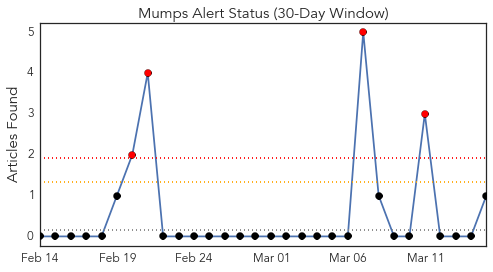 Mumps Alert Status (30-Day Window)
Articles Found
5
4
3
2
1
0
Feb 14
Feb 19
Feb 24
Mar 01
Mar 06
Mar 11